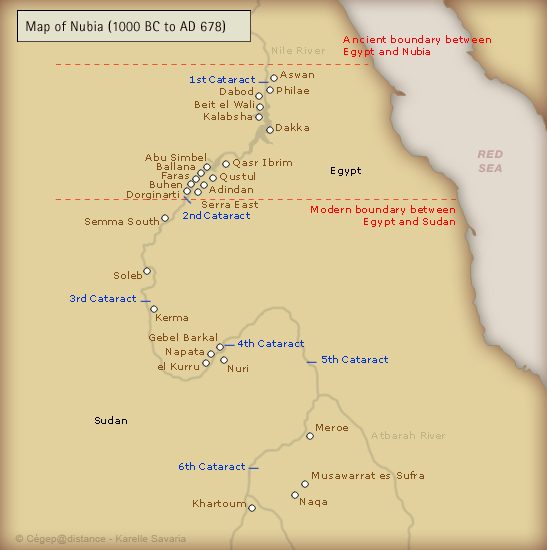 Map of Nubia (1000 BC to AD 678)
Nile River
Ancient boundary between
Egypt and Nubia
1st Cataract
Aswan
Dabod
Philae
Beit el Wali
Kalabsha
Dakka
RED
SEA
Abu Simbel
Ballana
Qasr Ibrim
Egypt
Faras
Qustul
Buhen
Adindan
Dorginarti
Serra East
Modern boundary between
Egypt and Sudan
2nd Cataract
Semma South
Soleb
3rd Cataract
Kerma
Gebel Barkal
4th Cataract
Napata
5th Cataract
el Kurru
Nuri
Sudan
Meroe
Atbarah River
6th Cataract
Musawarrat es Sufra
Khartoum
Naqa
© Cégep@distance - Karelle Savaria